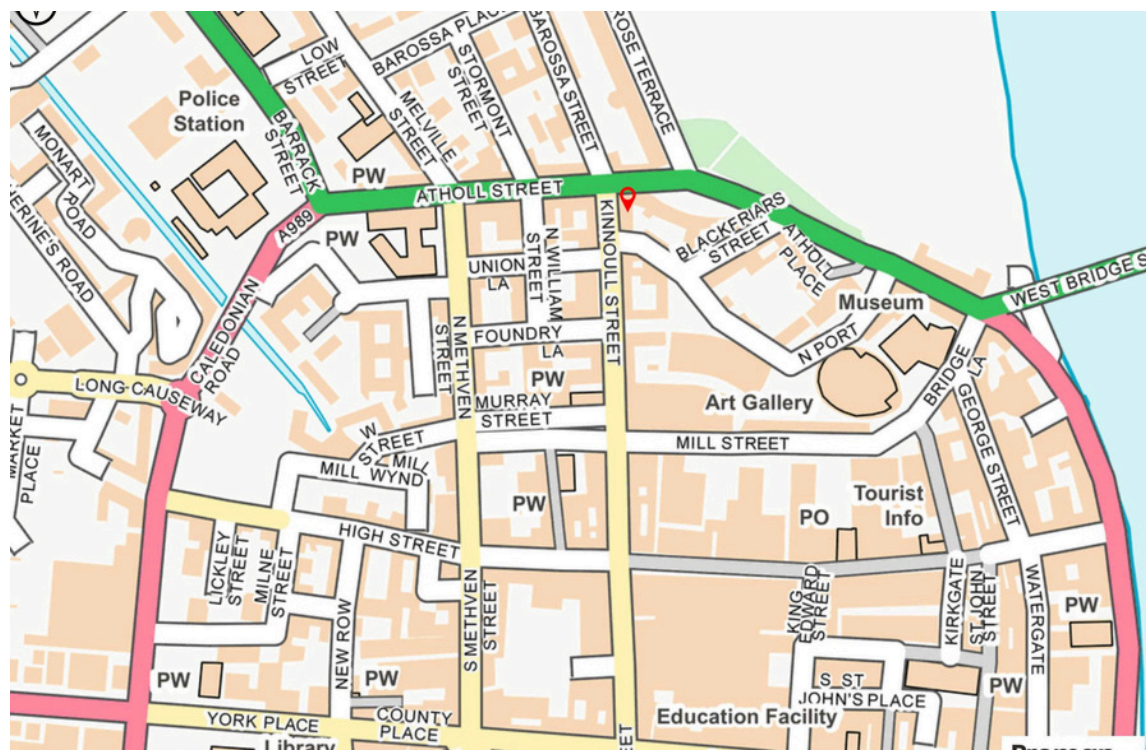 BAROSSA PLACE
LOW
STREET
STORMONT
STREET
BAROSSA STREET
ROSE TERRACE
MELVILLE
STREET
Police
Station
BARRACK
STREET
MONART
ROAD
PW
ATHOLL STREET
A989
PW
KINNOULL STREET
BLACKFRIARS
STREET
ATHOLL
PLACE
WEST BRIDGE S
ERINE'S ROAD
UNION
LA
N WILLIAM
STREET
Museum
CALEDONIAN
ROAD
N METHVEN
STREET
FOUNDRY
LA
N PORT
BRIDGE
LA
LONG CAUSEWAY
PW
Art Gallery
GEORGE STREET
MARKET
PLACE
MURRAY
STREET
W
MILL
STREET
MILL WYND
MILL STREET
PW
Tourist
Info
PO
HIGH STREET
LICKLEY
STREET
MILNE
STREET
NEW ROW
S METHVEN
STREET
KING
EDWARD
STREET
KIRKGATE
ST JOHN
STREET
WATERGATE
PW
PW
PW
PW
S ST
JOHN'S PLACE
YORK PLACE
COUNTY
PLACE
Education Facility
EET
Library